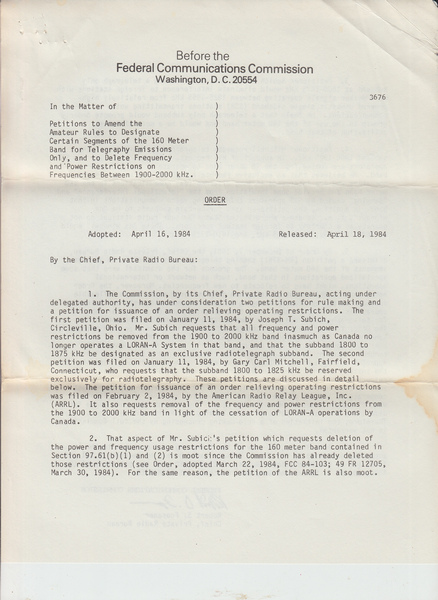 Before the
Federal Communications Commission
Washington, D. C. 20554
3676
In the Matter of )
)
Petitions to Amend the )
Amateur Rules to Designate )
Certain Segments of the 160 Meter )
Band for Telegraphy Emissions )
Only, and to Delete Frequency )
and Power Restrictions on )
Frequencies Between 1900-2000 kHz. )
ORDER
Adopted: April 16, 1984 Released: April 18, 1984
By the Chief, Private Radio Bureau:
1. The Commission, by its Chief, Private Radio Bureau, acting under
delegated authority, has under consideration two petitions for rule making and
a petition for issuance of an order relieving operating restrictions. The
first petition was filed on January 11, 1984, by Joseph T. Subich,
Circleville, Ohio. Mr. Subich requests that all frequency and power
restrictions be removed from the 1900 to 2000 kHz band inasmuch as Canada no
longer operates a LORAN-A System in that band, and that the subband 1800 to
1875 kHz be designated as an exclusive radiotelegraph subband. The second
petition was filed on January 11, 1984, by Gary Carl Mitchell, Fairfield,
Connecticut, who requests that the subband 1800 to 1825 kHz be reserved
exclusively for radiotelegraphy. These petitions are discussed in detail
below. The petition for issuance of an order relieving operating restrictions
was filed on February 2, 1984, by the American Radio Relay League, Inc.
(ARRL). It also requests removal of the frequency and power restrictions from
the 1900 to 2000 kHz band in light of the cessation of LORAN-A operations by
Canada.
2. That aspect of Mr. Subich's petition which requests deletion of
the power and frequency usage restrictions for the 160 meter band contained in
Section 97.61(b)(1) and (2) is moot since the Commission has already deleted
those restrictions (see Order, adopted March 22, 1984, FCC 84-103; 49 FR 12705,
March 30, 1984). For the same reason, the petition of the ARRL is also moot.